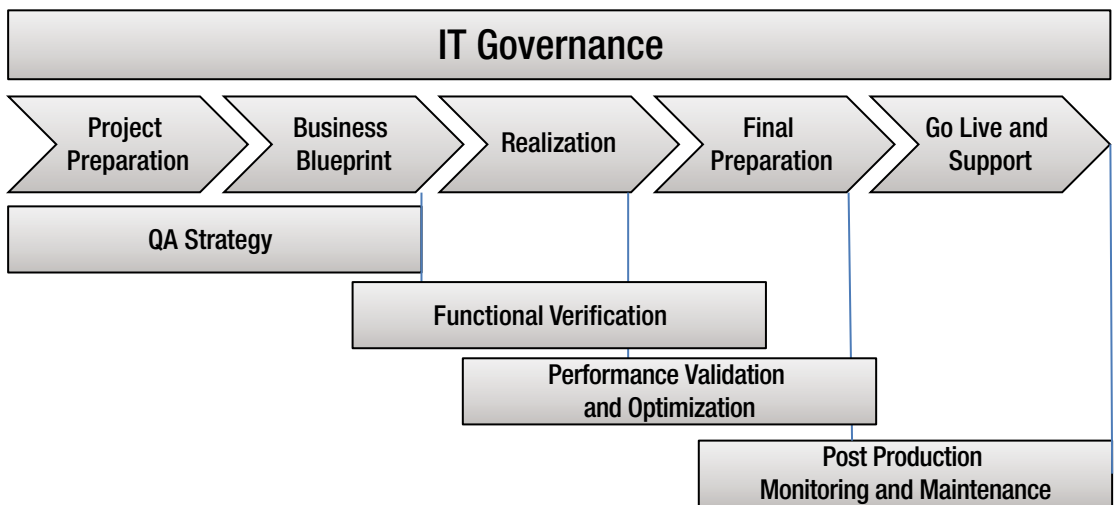 IT Governance
Project
Preparation
Business
Blueprint
Realization
Final
Preparation
Go Live and
Support
QA Strategy
Functional Verification
Performance Validation
and Optimization
Post Production
Monitoring and Maintenance